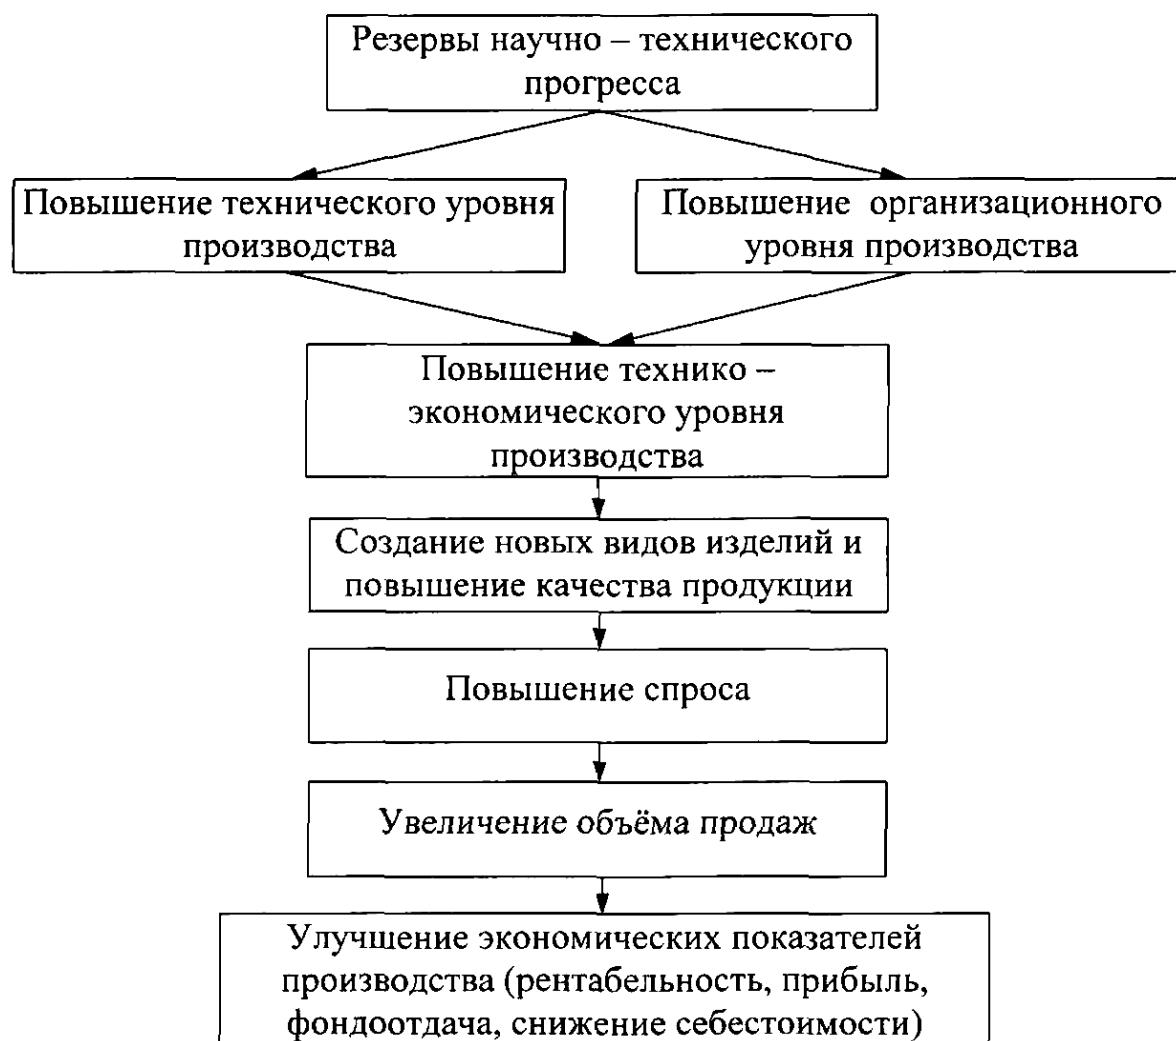 Резервы научно – технического
прогресса
Повышение технического уровня
производства
Повышение организационного
уровня производства
Повышение технико –
экономического уровня
производства
Создание новых видов изделий и
повышение качества продукции
Повышение спроса
Увеличение объёма продаж
Улучшение экономических показателей
производства (рентабельность, прибыль,
фондоотдача, снижение себестоимости)